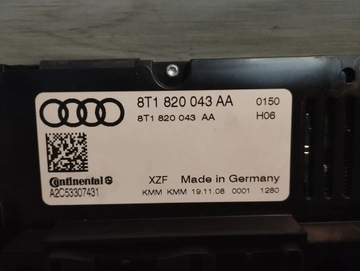 8T1 820 043 AA 0150
8T1 820 043 AA H06
Continental
A2C53307431
XZF Made in Germany
KMM KMM 19.11.08 0001 1280